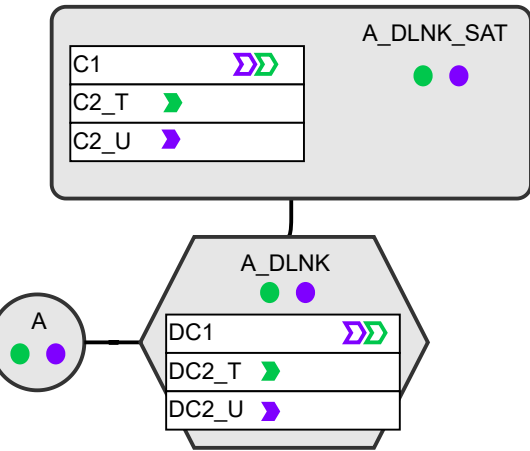 A_DLNK_SAT
C1
C2_T
C2_U
A_DLNK
A
DC1
DC2_T
DC2_U